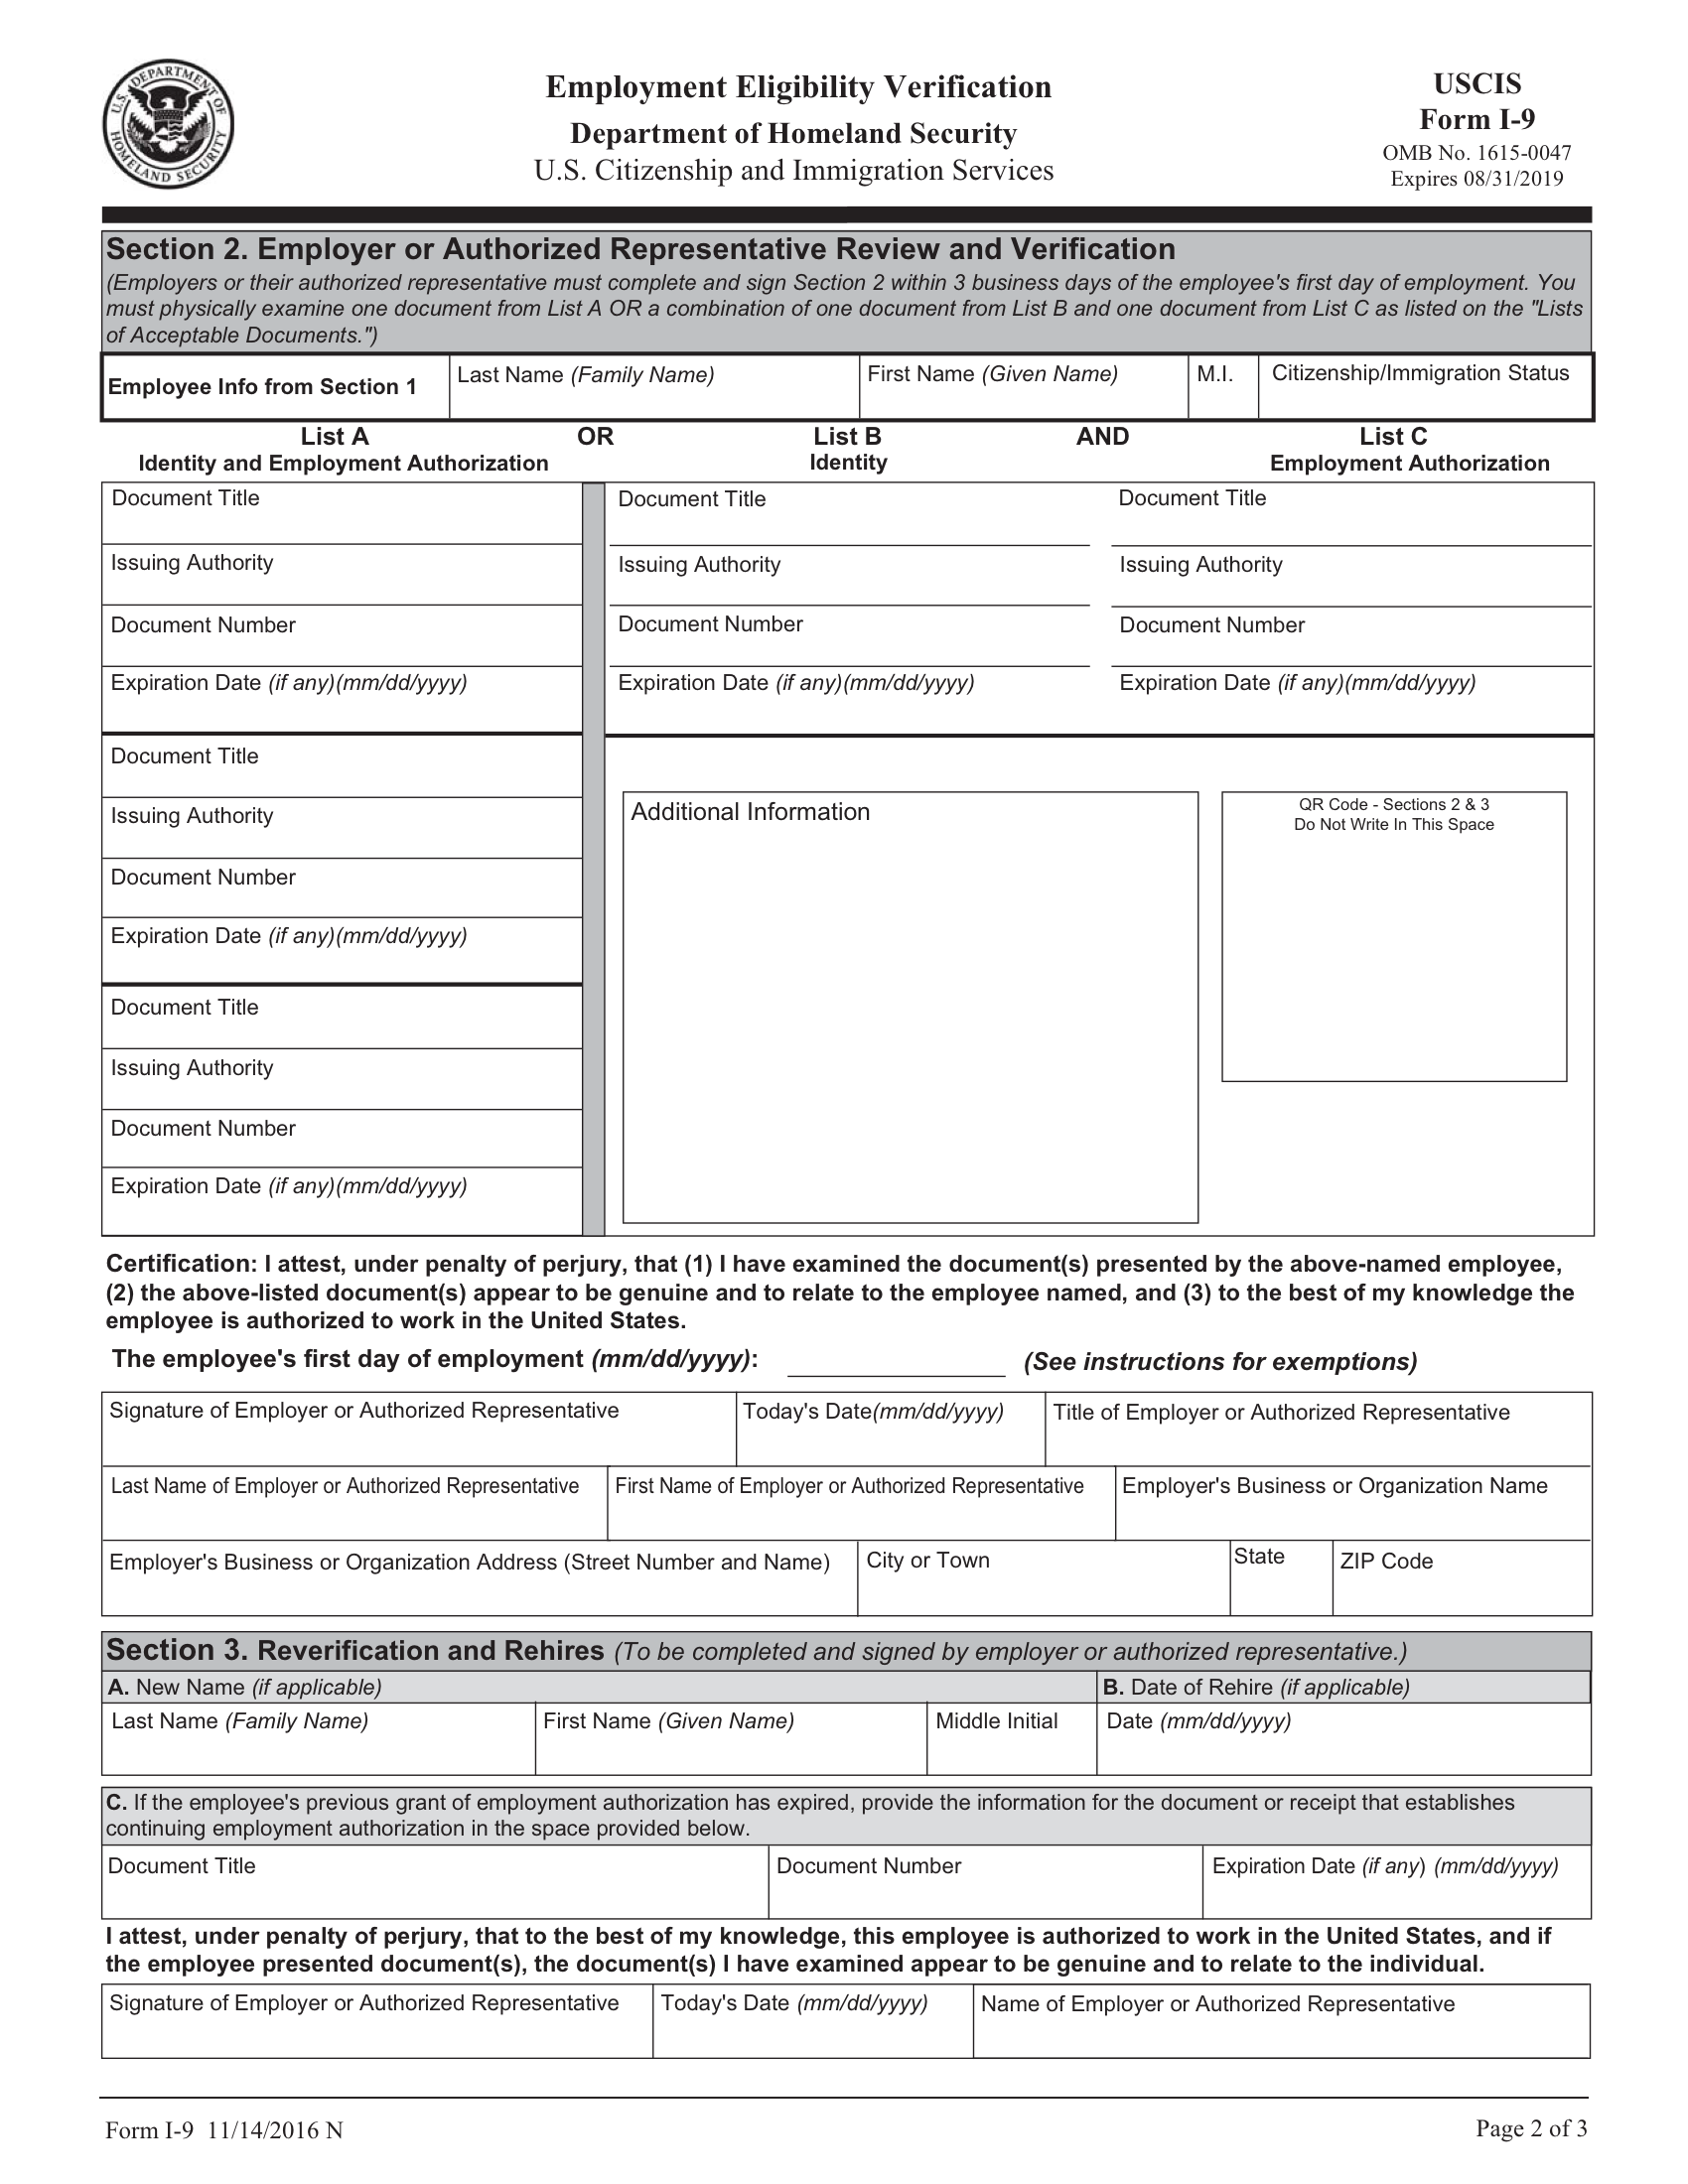 U.S. DEPARTMENT OF HOMELAND SECURITY
Employment Eligibility Verification
Department of Homeland Security
U.S. Citizenship and Immigration Services
USCIS
Form I-9
OMB No. 1615-0047
Expires 08/31/2019
Section 2. Employer or Authorized Representative Review and Verification
(Employers or their authorized representative must complete and sign Section 2 within 3 business days of the employee's first day of employment. You
must physically examine one document from List A OR a combination of one document from List B and one document from List C as listed on the "Lists
of Acceptable Documents.")
Employee Info from Section 1
Last Name (Family Name)
First Name (Given Name)
M.I.
Citizenship/Immigration Status
List A
Identity and Employment Authorization
OR
List B
Identity
AND
List C
Employment Authorization
Document Title
Issuing Authority
Document Number
Expiration Date (if any)(mm/dd/yyyy)
Document Title
Issuing Authority
Document Number
Expiration Date (if any)(mm/dd/yyyy)
Document Title
Issuing Authority
Document Number
Expiration Date (if any)(mm/dd/yyyy)
Document Title
Issuing Authority
Document Number
Expiration Date (if any)(mm/dd/yyyy)
Document Title
Issuing Authority
Document Number
Expiration Date (if any)(mm/dd/yyyy)
Additional Information
QR Code - Sections 2 & 3
Do Not Write In This Space
Certification: I attest, under penalty of perjury, that (1) I have examined the document(s) presented by the above-named employee,
(2) the above-listed document(s) appear to be genuine and to relate to the employee named, and (3) to the best of my knowledge the
employee is authorized to work in the United States.
The employee's first day of employment (mm/dd/yyyy):
(See instructions for exemptions)
Signature of Employer or Authorized Representative
Today's Date(mm/dd/yyyy)
Title of Employer or Authorized Representative
Last Name of Employer or Authorized Representative
First Name of Employer or Authorized Representative
Employer's Business or Organization Name
Employer's Business or Organization Address (Street Number and Name)
City or Town
State
ZIP Code
Section 3. Reverification and Rehires (To be completed and signed by employer or authorized representative.)
A. New Name (if applicable)
B. Date of Rehire (if applicable)
Last Name (Family Name)
First Name (Given Name)
Middle Initial
Date (mm/dd/yyyy)
C. If the employee's previous grant of employment authorization has expired, provide the information for the document or receipt that establishes
continuing employment authorization in the space provided below.
Document Title
Document Number
Expiration Date (if any) (mm/dd/yyyy)
I attest, under penalty of perjury, that to the best of my knowledge, this employee is authorized to work in the United States, and if
the employee presented document(s), the document(s) I have examined appear to be genuine and to relate to the individual.
Signature of Employer or Authorized Representative
Today's Date (mm/dd/yyyy)
Name of Employer or Authorized Representative
Form I-9 11/14/2016 N
Page 2 of 3